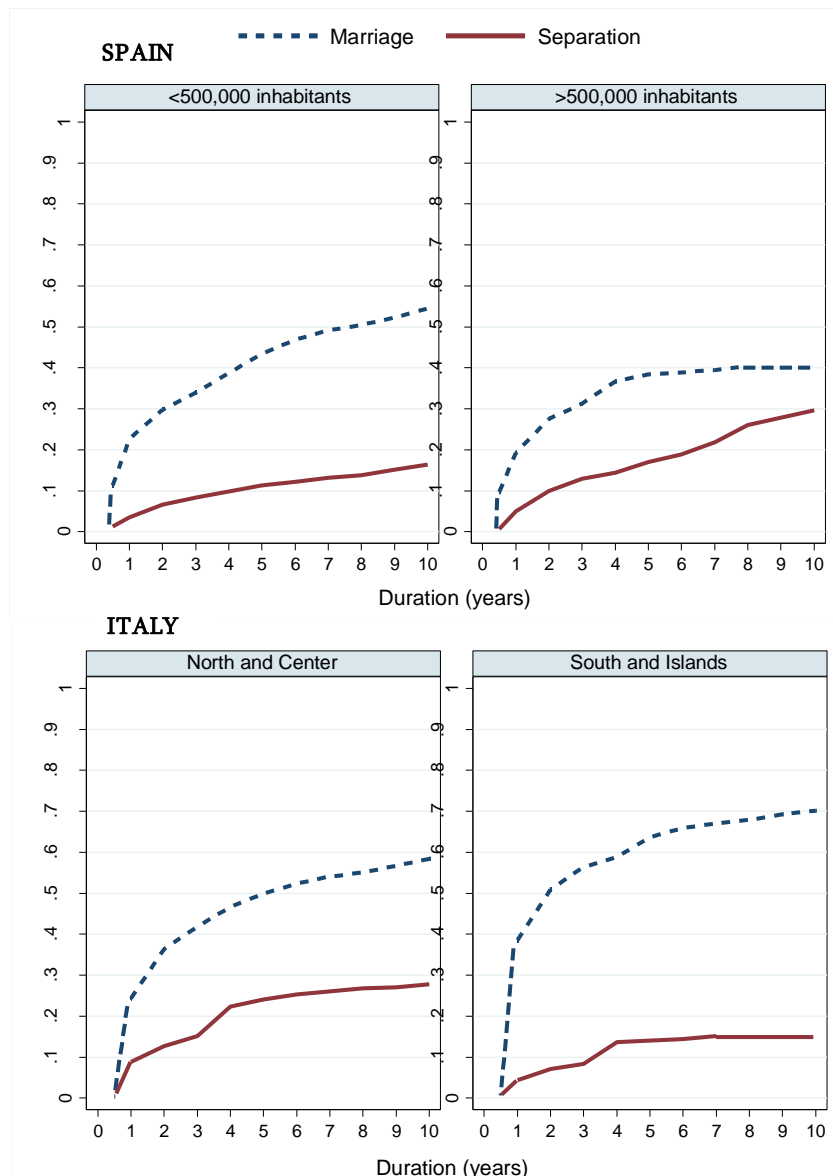 SPAIN
Marriage Separation
<500,000 inhabitants >500,000 inhabitants
1 1
.9 .9
.8 .8
.7 .7
.6 .6
.5 .5
.4 .4
.3 .3
.2 .2
.1 .1
0 0
0 1 2 3 4 5 6 7 8 9 10 0 1 2 3 4 5 6 7 8 9 10
Duration (years)
ITALY
North and Center South and Islands
1 1
.9 .9
.8 .8
.7 .7
.6 .6
.5 .5
.4 .4
.3 .3
.2 .2
.1 .1
0 0
0 1 2 3 4 5 6 7 8 9 10 0 1 2 3 4 5 6 7 8 9 10
Duration (years)